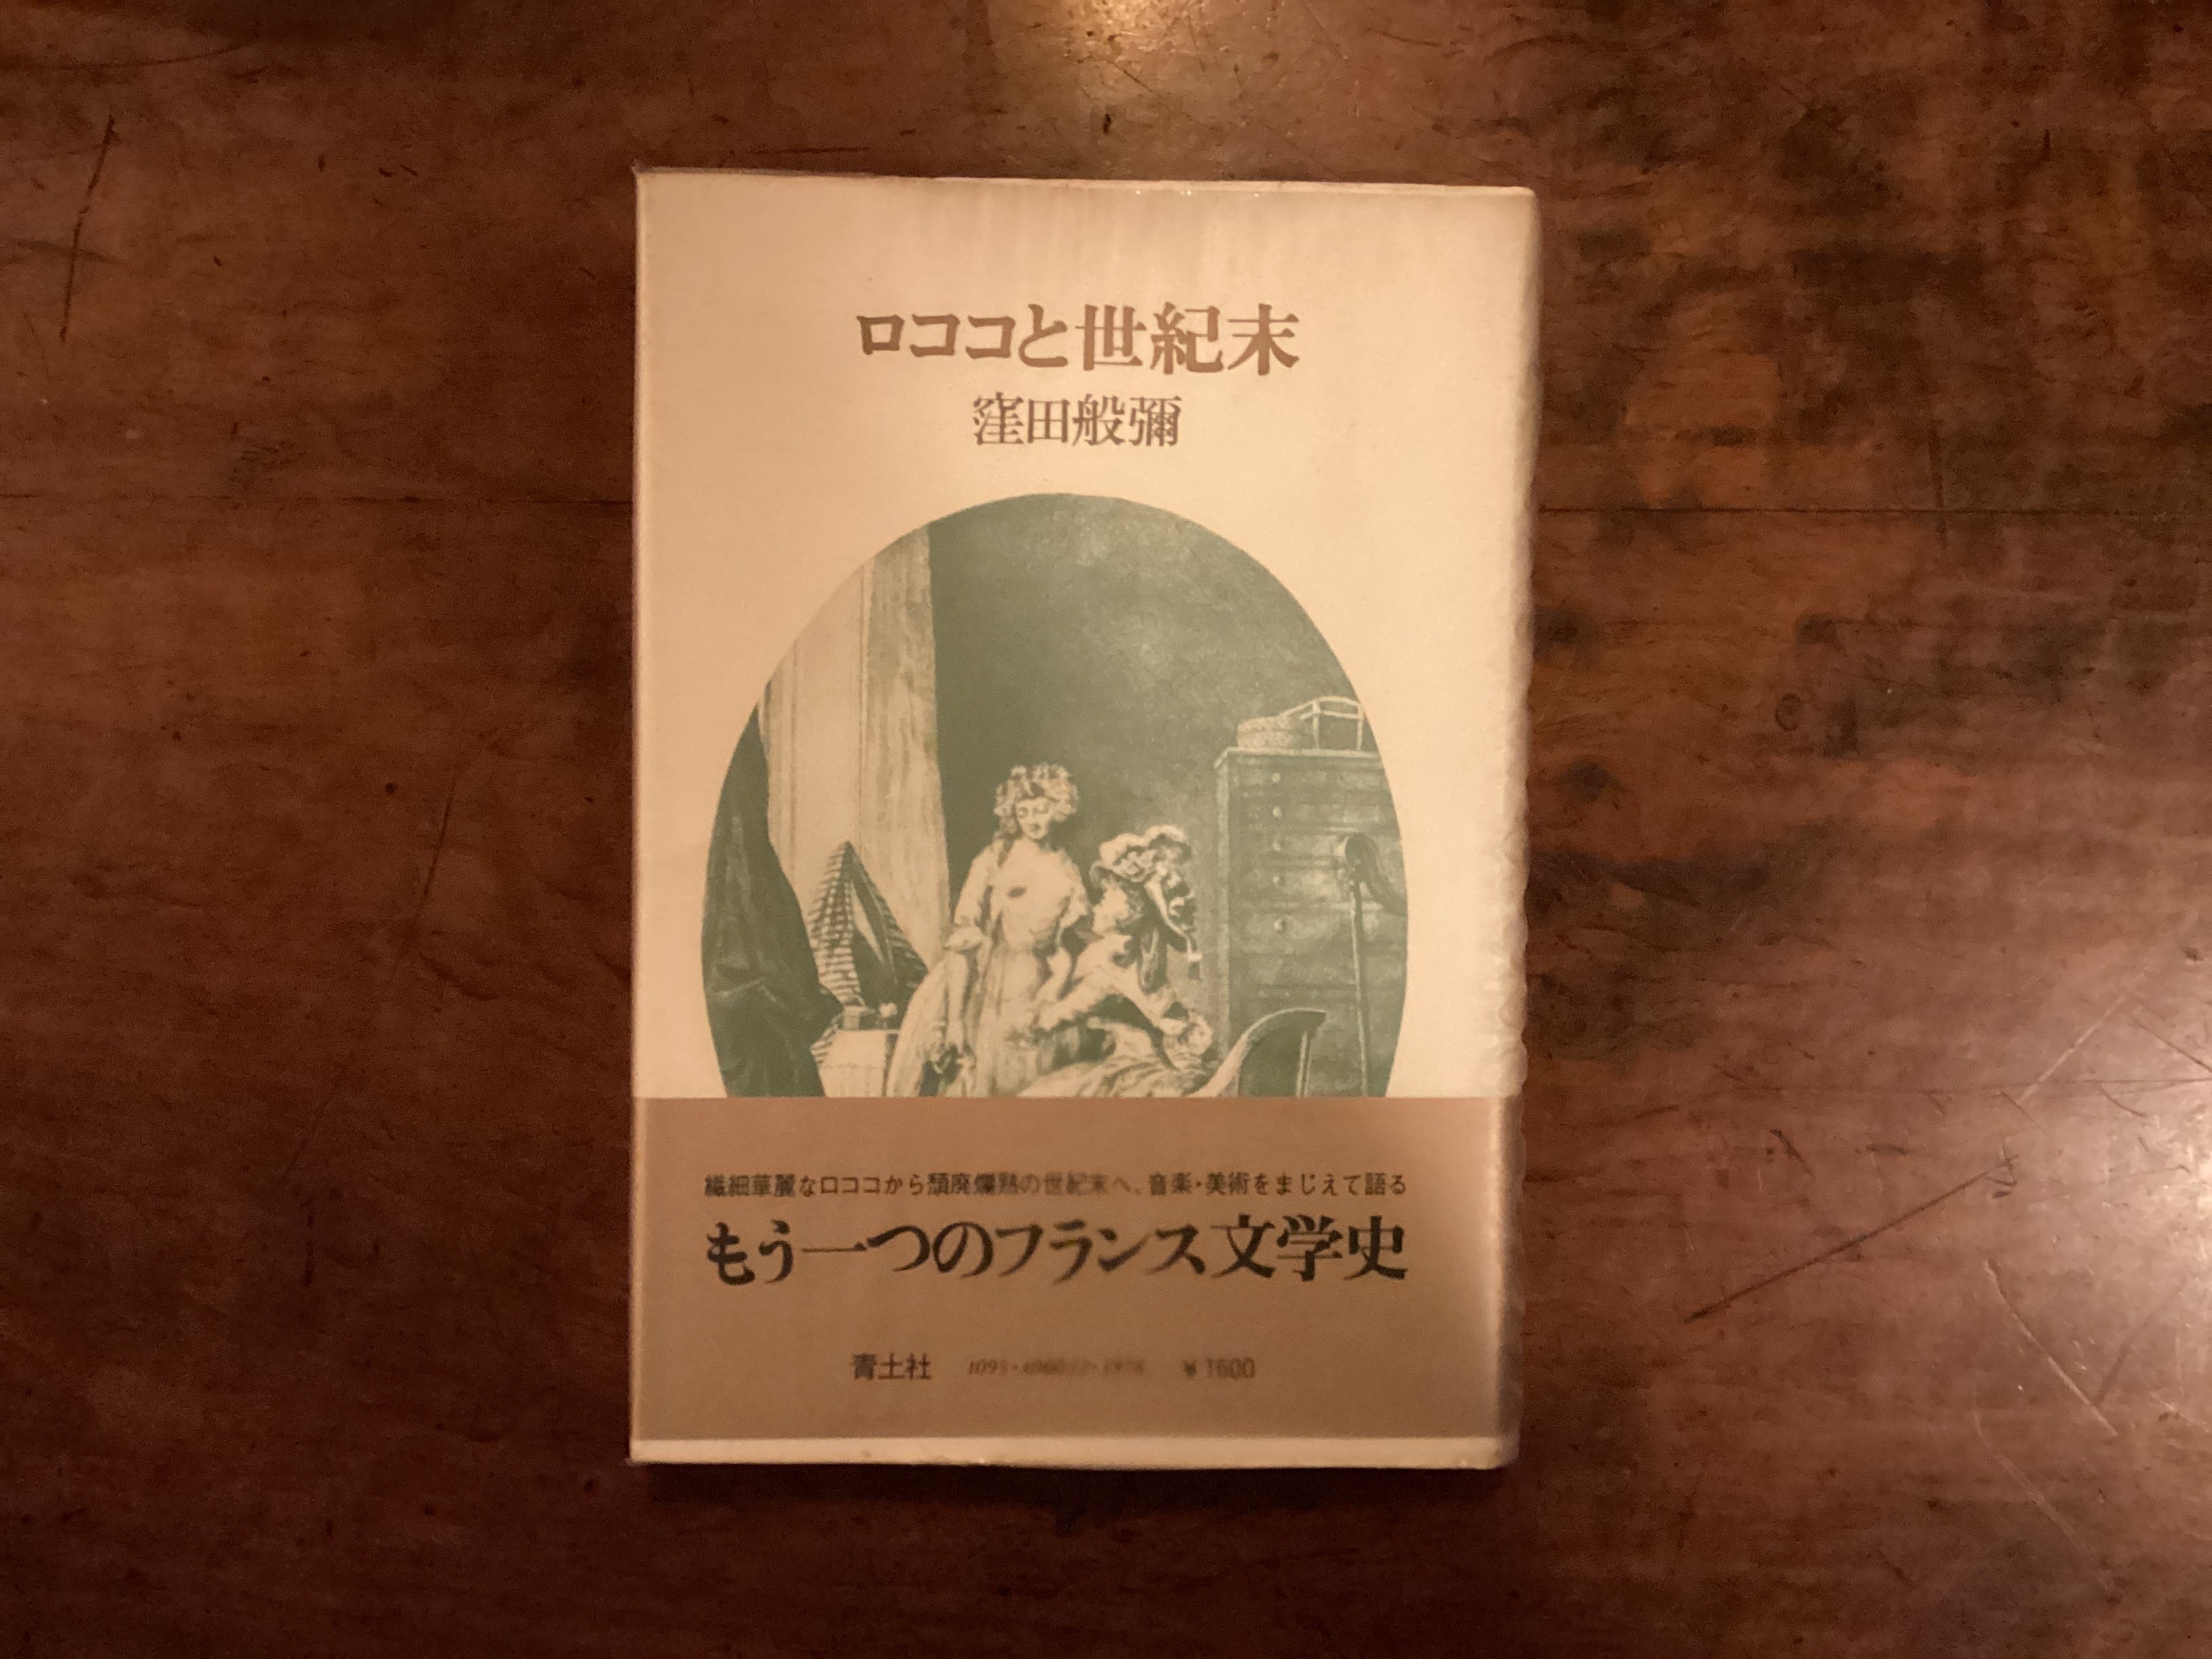 ロココと世紀末
窪田般彌
繊細華麗なロココから頽廃爛熟の世紀末へ、音楽・美術をまじえて語る
もう一つのフランス文学史
青土社 ￥1600